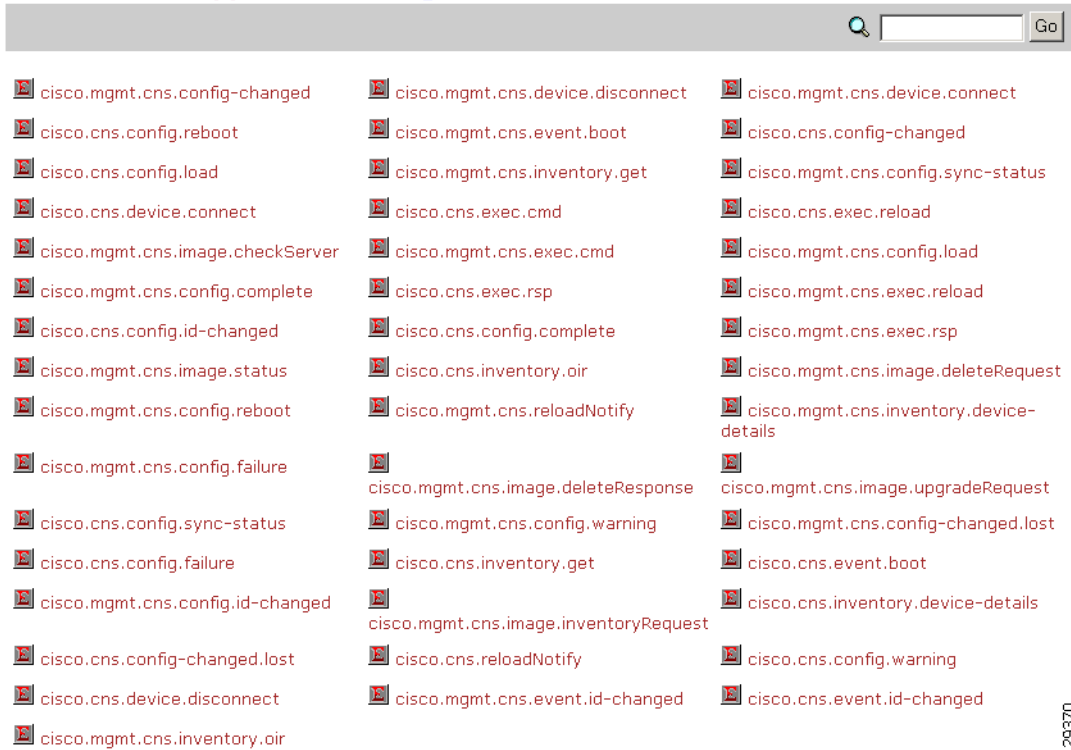 Go
cisco.mgmt.cns.config-changed
cisco.mgmt.cns.device.disconnect
cisco.mgmt.cns.device.connect
cisco.cns.config.reboot
cisco.mgmt.cns.event.boot
cisco.cns.config-changed
cisco.cns.config.load
cisco.mgmt.cns.inventory.get
cisco.mgmt.cns.config.sync-status
cisco.cns.device.connect
cisco.cns.exec.cmd
cisco.cns.exec.reload
cisco.mgmt.cns.image.checkServer
cisco.mgmt.cns.exec.cmd
cisco.mgmt.cns.config.load
cisco.mgmt.cns.config.complete
cisco.cns.exec.rsp
cisco.mgmt.cns.exec.reload
cisco.cns.config.id-changed
cisco.cns.config.complete
cisco.mgmt.cns.exec.rsp
cisco.mgmt.cns.image.status
cisco.cns.inventory.oir
cisco.mgmt.cns.image.deleteRequest
cisco.mgmt.cns.config.reboot
cisco.mgmt.cns.reloadNotify
cisco.mgmt.cns.inventory.device-
details
cisco.mgmt.cns.config.failure
cisco.mgmt.cns.image.deleteResponse
cisco.mgmt.cns.image.upgradeRequest
cisco.cns.config.sync-status
cisco.mgmt.cns.config.warning
cisco.mgmt.cns.config-changed.lost
cisco.cns.config.failure
cisco.cns.inventory.get
cisco.cns.event.boot
cisco.mgmt.cns.config.id-changed
cisco.mgmt.cns.image.inventoryRequest
cisco.cns.inventory.device-details
cisco.cns.config-changed.lost
cisco.cns.reloadNotify
cisco.cns.config.warning
cisco.cns.device.disconnect
cisco.mgmt.cns.event.id-changed
cisco.cns.event.id-changed
cisco.mgmt.cns.inventory.oir
29370